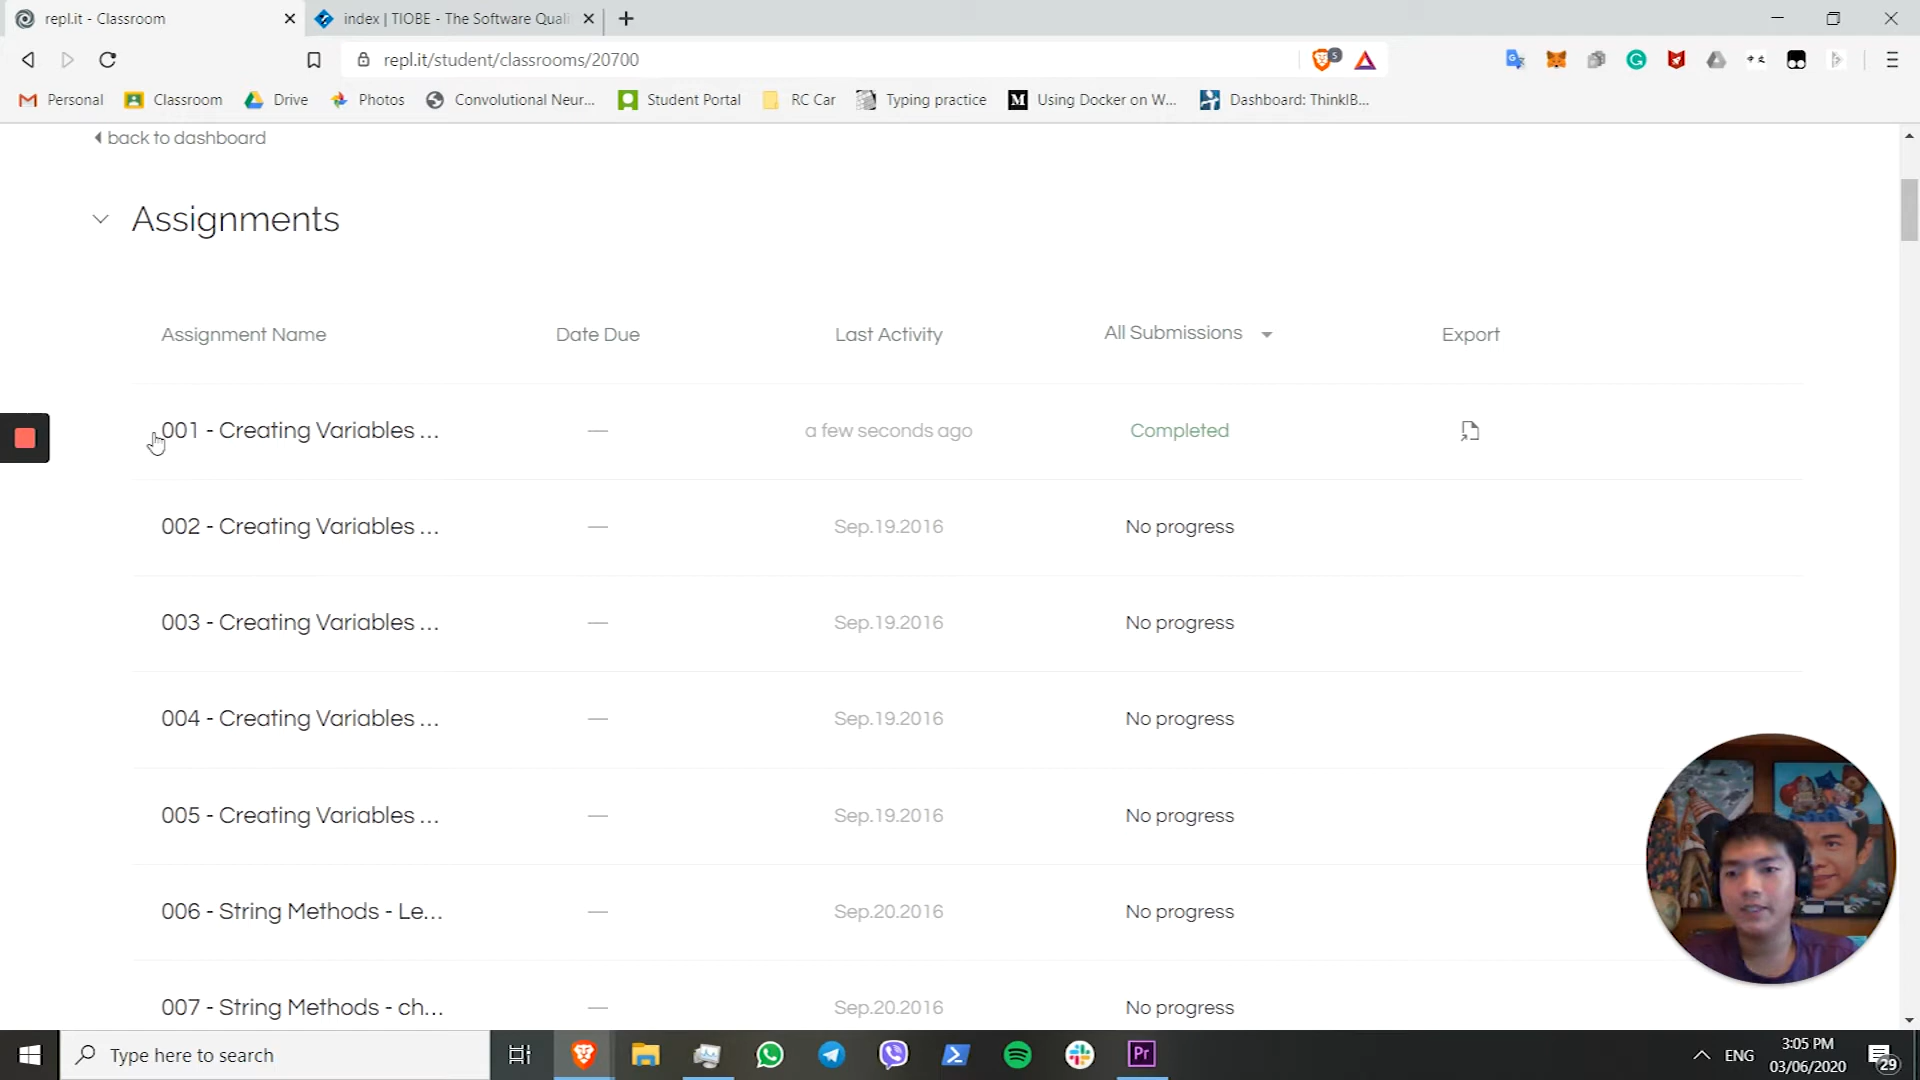 repl.it - Classroom
index | TIOBE - The Software Quali
repl.it/student/classrooms/20700
5
Personal
Classroom
Drive
Photos
Convolutional Neur...
Student Portal
RC Car
Typing practice
Using Docker on W...
Dashboard: ThinkIB...
back to dashboard
Assignments
Assignment Name Date Due Last Activity All Submissions Export
001 - Creating Variables ... — a few seconds ago Completed
002 - Creating Variables ... — Sep.19.2016 No progress
003 - Creating Variables ... — Sep.19.2016 No progress
004 - Creating Variables ... — Sep.19.2016 No progress
005 - Creating Variables ... — Sep.19.2016 No progress
006 - String Methods - Le... — Sep.20.2016 No progress
007 - String Methods - ch... — Sep.20.2016 No progress
Type here to search
Pr
ENG
3:05 PM
03/06/2020
29